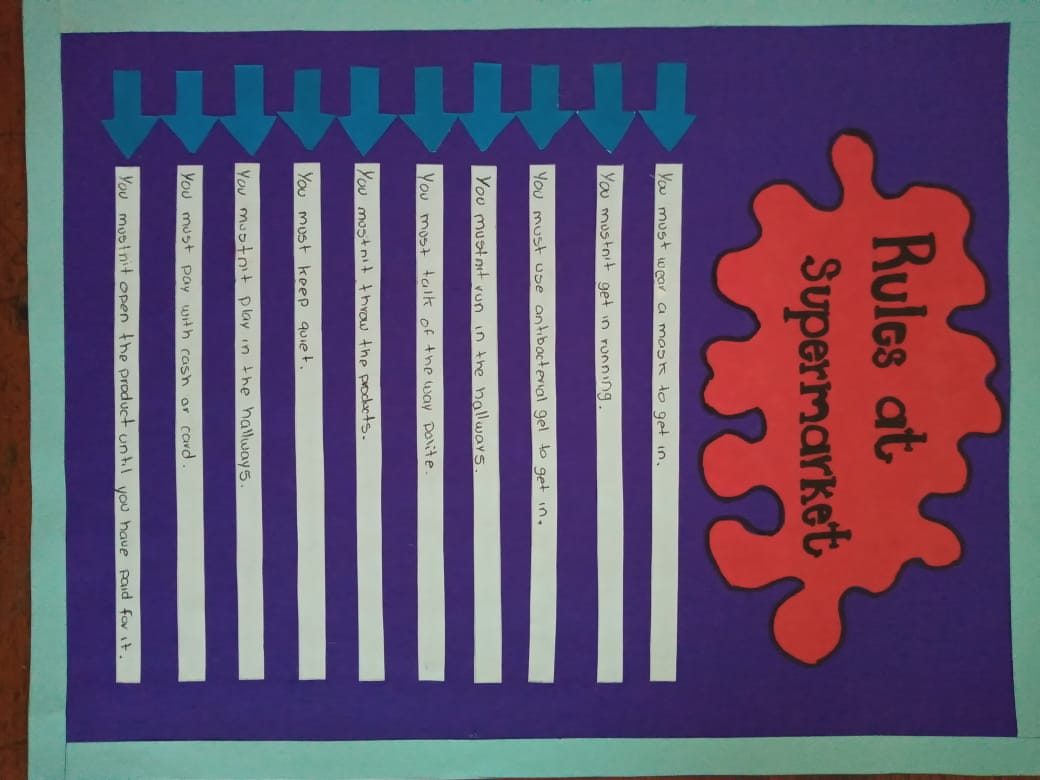 Rules at
Supermarket
You must wear a mask to get in.
You mustn't get in running.
You must use antibacterial gel to get in.
You mustn't run in the hallways.
You must talk of the way polite.
You mustn't throw the products.
You must keep quiet.
You mustn't play in the hallways.
You must pay with cash or card.
You mustn't open the product until you have paid for it.